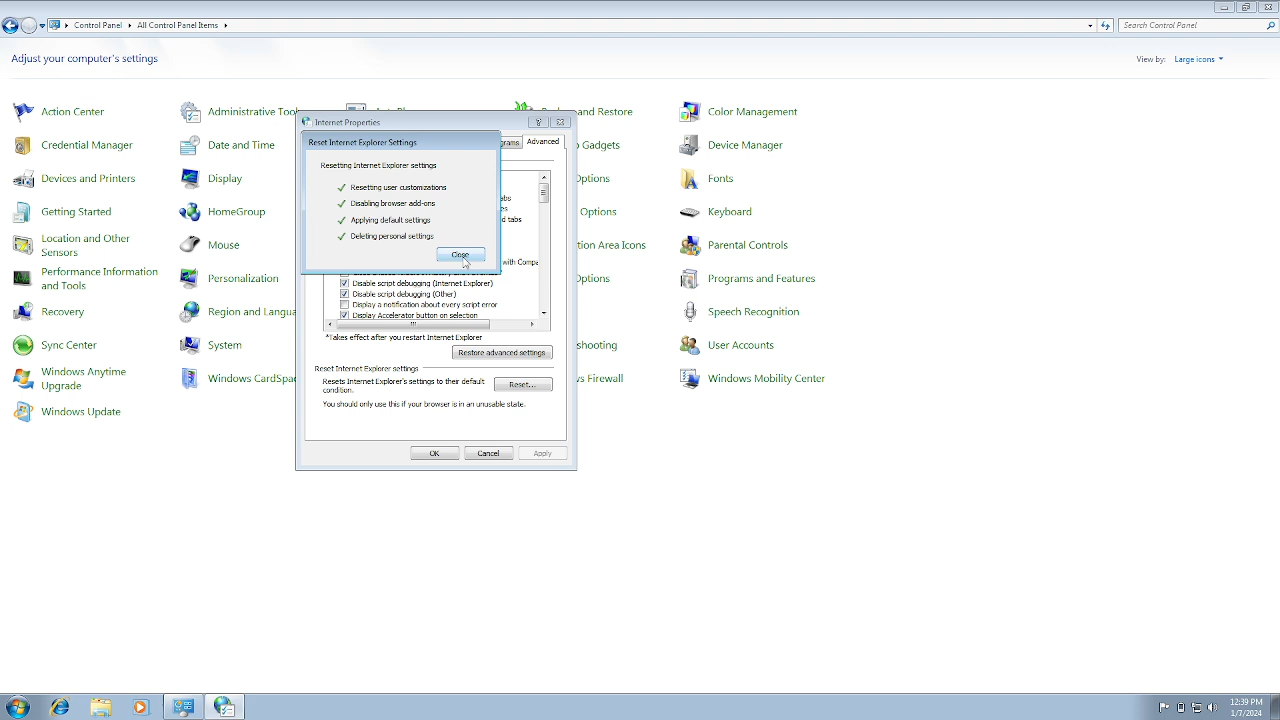 Control Panel
All Control Panel Items
Search Control Panel
Adjust your computer's settings
View by: Large icons
Action Center
Administrative
Color Management
Credential Manager
Date and Time
Gadgets
Device Manager
Devices and Printers
Display
Options
Fonts
Getting Started
HomeGroup
Options
Keyboard
Location and Other
Sensors
Mouse
Area Icons
Parental Controls
Performance Information
and Tools
Personalization
Options
Programs and Features
Recovery
Region and
Speech Recognition
Sync Center
System
User Accounts
Windows Anytime
Upgrade
Windows
Firewall
Windows Mobility Center
Windows Update
and Restore
Internet Properties
Advanced
Reset Internet Explorer Settings
Resetting Internet Explorer settings
Resetting user customizations
Disabling browser add-ons
Applying default settings
Deleting personal settings
Close
Disable script debugging (Internet Explorer)
Disable script debugging (Other)
Display a notification about every script error
Display Accelerator button on selection
*Takes effect after you restart Internet Explorer
Restore advanced settings
Reset Internet Explorer settings
Resets Internet Explorer's settings to their default
condition.
Reset...
You should only use this if your browser is in an unusable state.
OK
Cancel
Apply
12:39 PM
1/7/2024